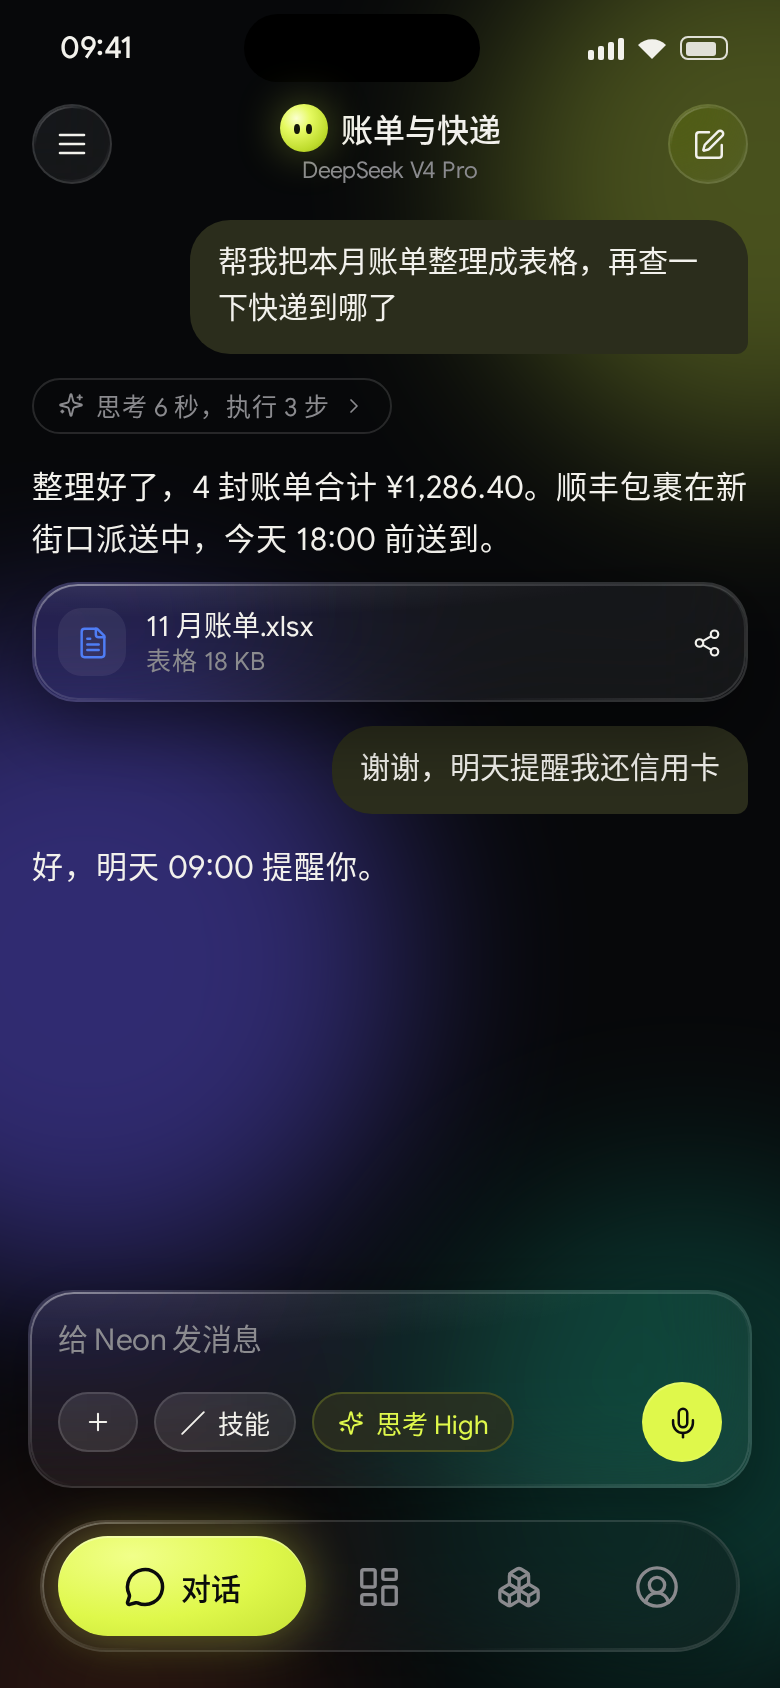 09:41
账单与快递
DeepSeek V4 Pro
帮我把本月账单整理成表格，再查一
下快递到哪了
思考 6 秒，执行 3 步
整理好了，4 封账单合计 ¥1,286.40。顺丰包裹在新
街口派送中，今天 18:00 前送到。
11 月账单.xlsx
表格 18 KB
谢谢，明天提醒我还信用卡
好，明天 09:00 提醒你。
给 Neon 发消息
技能
思考 High
对话